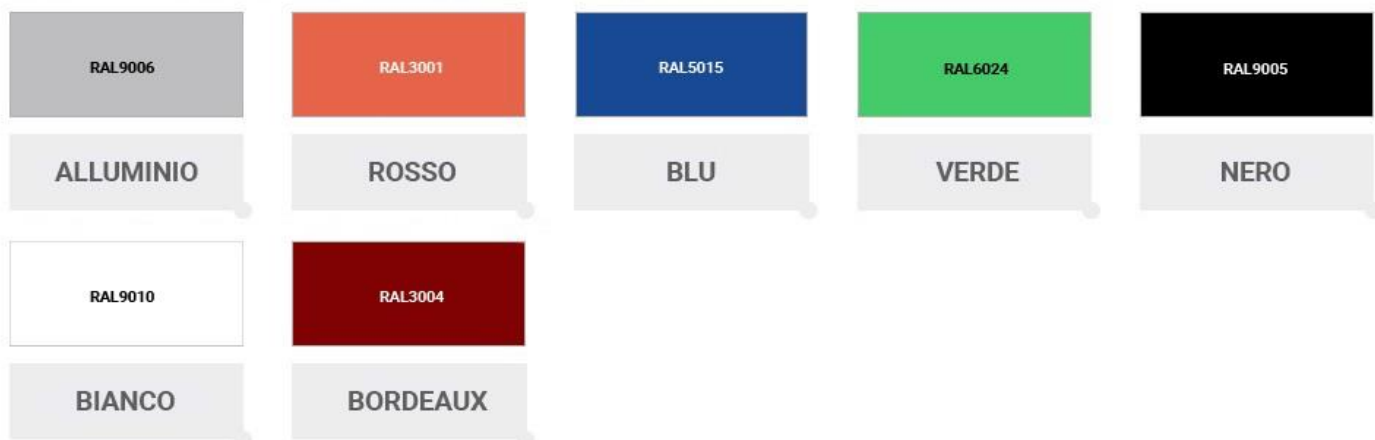 RAL9006
RAL3001
RAL5015
RAL6024
RAL9005
ALLUMINIO
ROSSO
BLU
VERDE
NERO
RAL9010
RAL3004
BIANCO
BORDEAUX